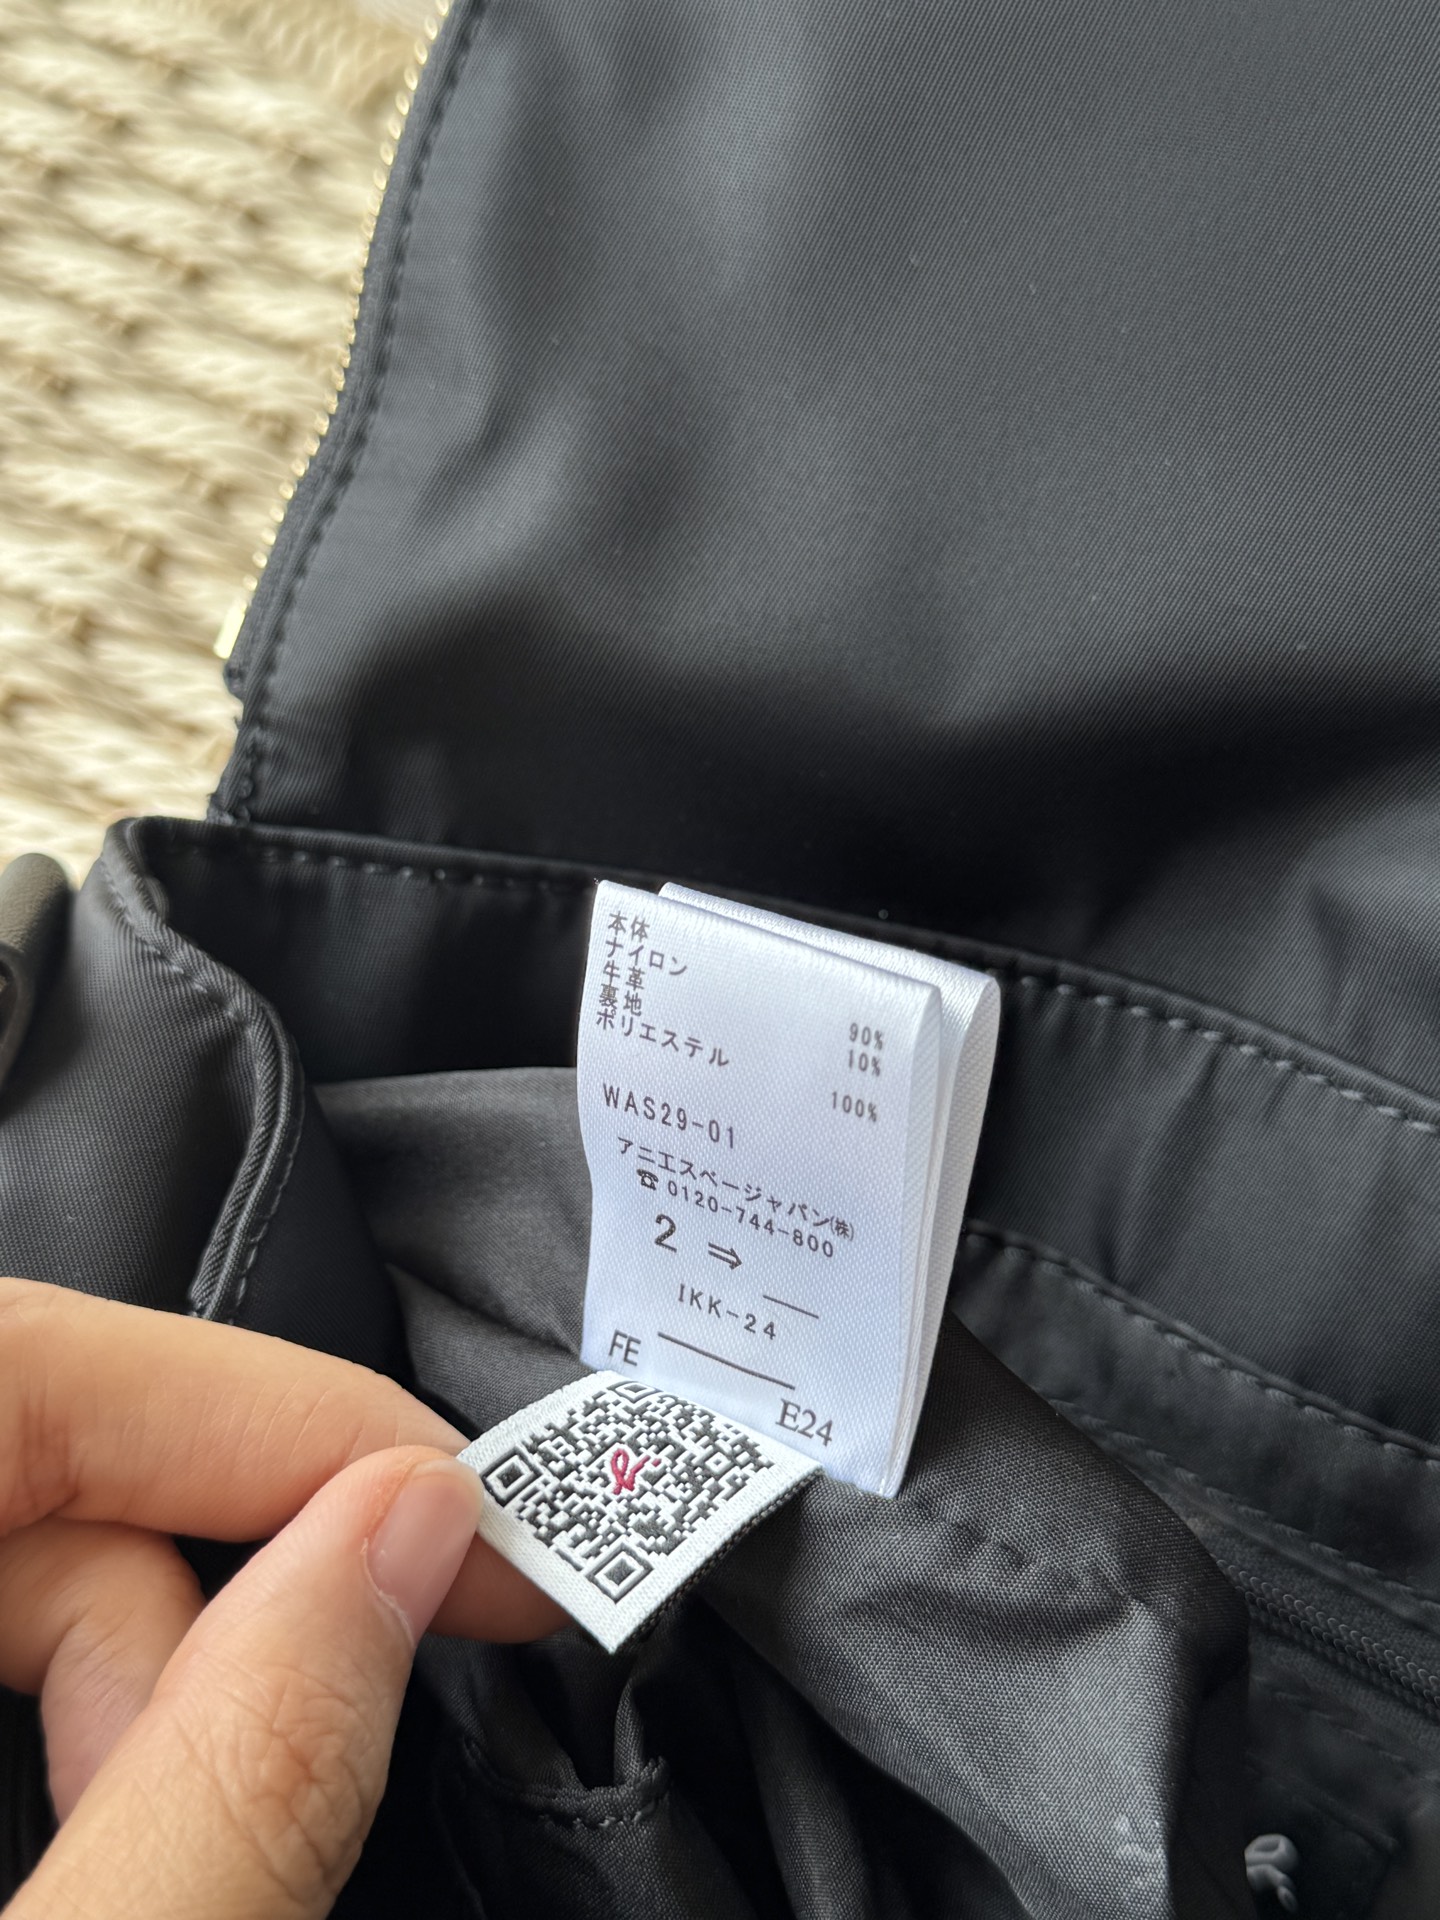 本体
ナイロン 90%
牛革 10%
裏地
ポリエステル 100%
WAS29-01
アニエスベージャパン(株)
☎0120-744-800
2 ⇒
IKK-24
FE
E24
b.